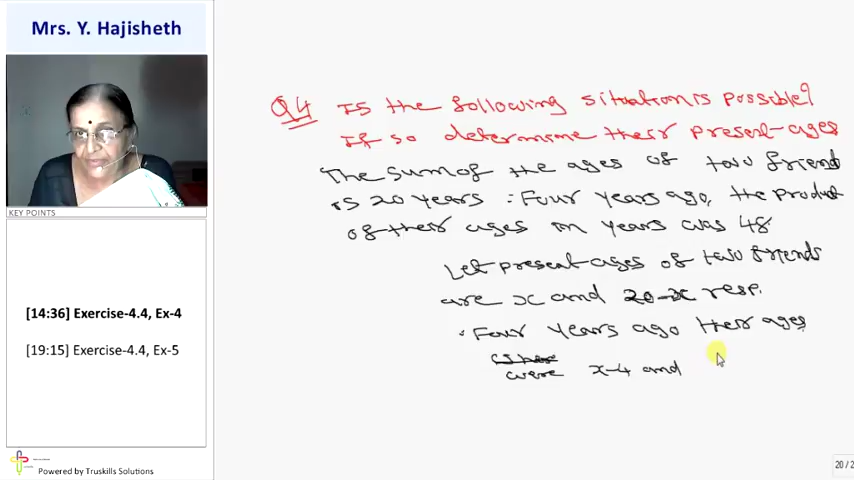 Mrs. Y. Hajisheth
KEY POINTS
[14:36] Exercise-4.4, Ex-4
[19:15] Exercise-4.4, Ex-5
Powered by Truskills Solutions
Q4 Is the following situation is possible?
If so determine their present ages
The sum of the ages of two friend
is 20 years . Four years ago, the product
of their ages in years was 48
Let present ages of two friends
are x and 20-x resp.
. Four years ago their ages
were x-4 and
20 / 2